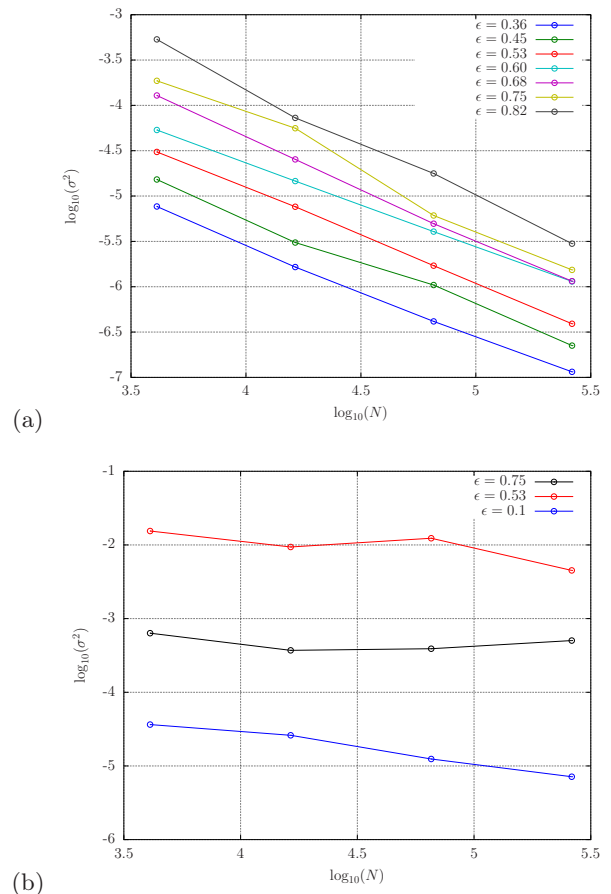 -3
-3.5
-4
-4.5
-5
-5.5
-6
-6.5
-7
3.5 4 4.5 5 5.5
log₁₀(σ²)
log₁₀(N)
ϵ = 0.36
ϵ = 0.45
ϵ = 0.53
ϵ = 0.60
ϵ = 0.68
ϵ = 0.75
ϵ = 0.82
(a)
-1
-2
-3
-4
-5
-6
3.5 4 4.5 5 5.5
log₁₀(σ²)
log₁₀(N)
ϵ = 0.75
ϵ = 0.53
ϵ = 0.1
(b)